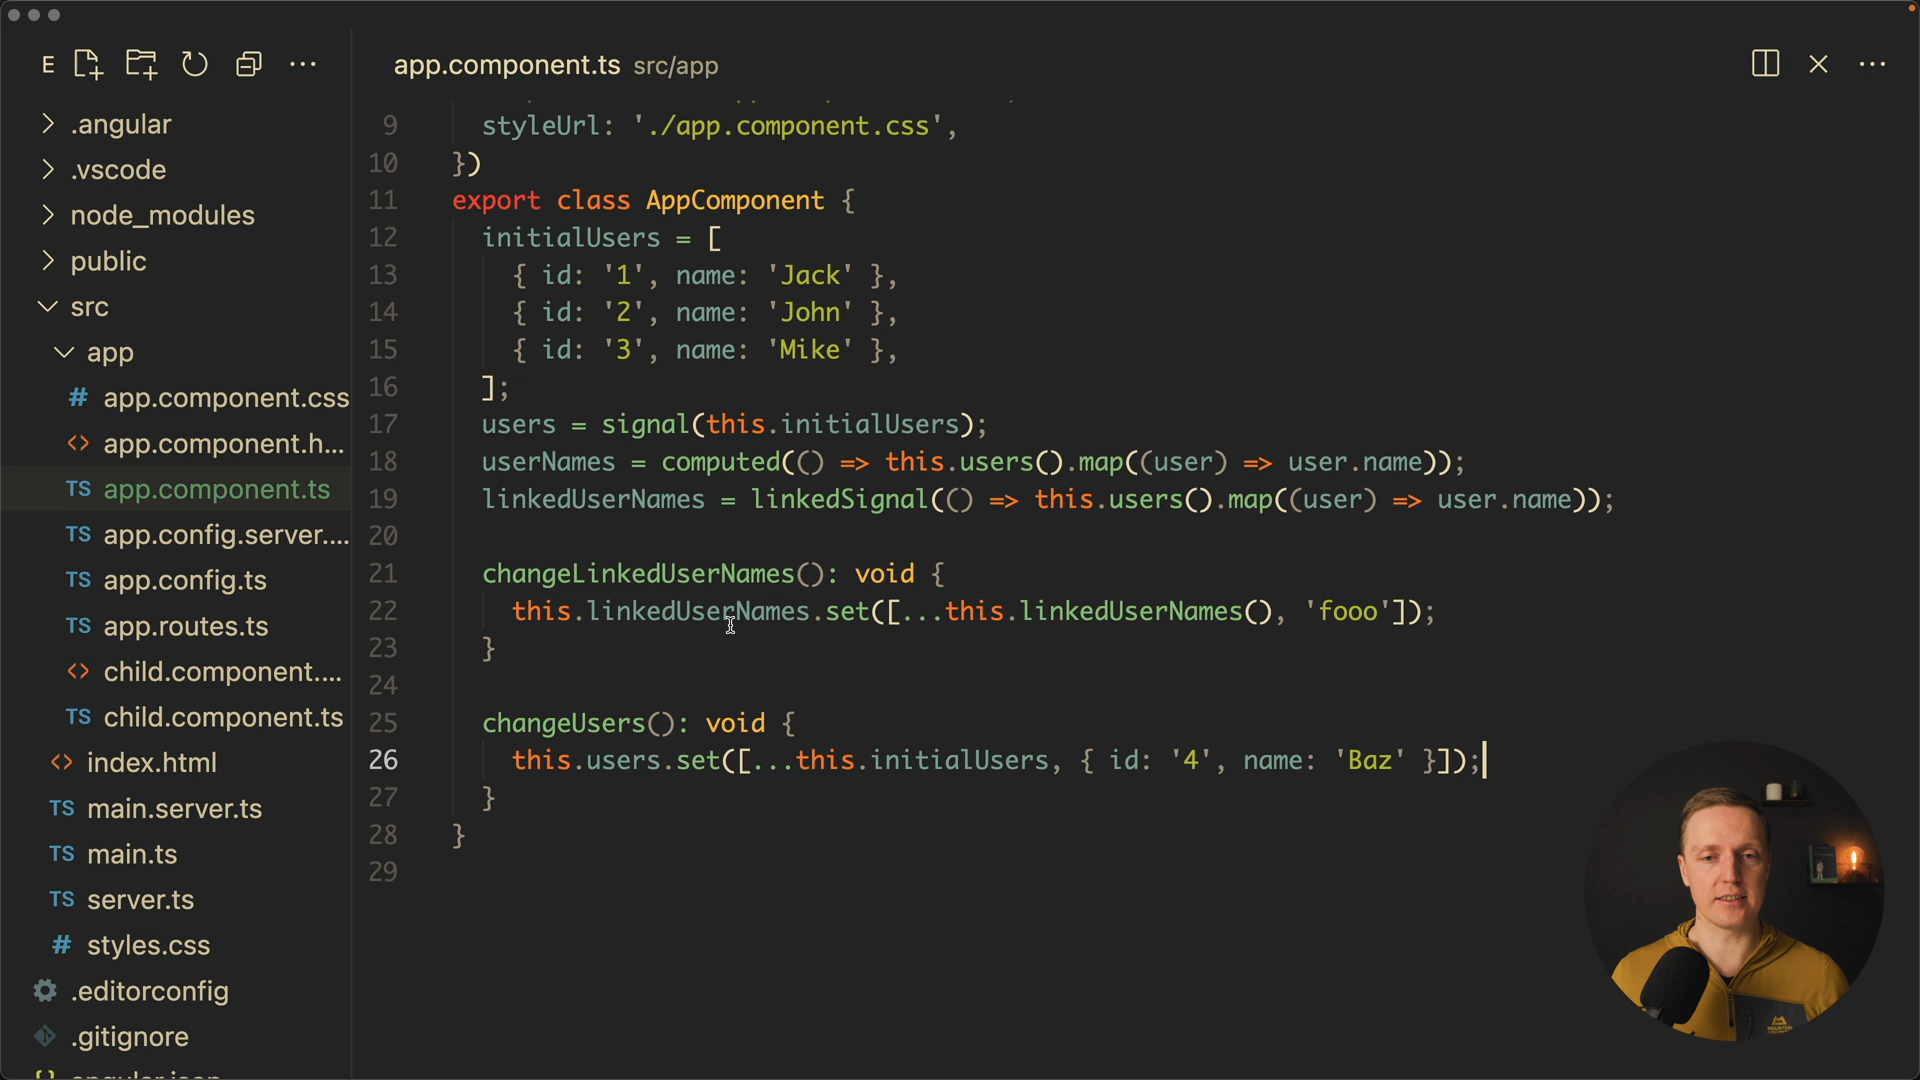 E
app.component.ts src/app
.angular
.vscode
node_modules
public
src
app
# app.component.css
<> app.component.h...
TS app.component.ts
TS app.config.server....
TS app.config.ts
TS app.routes.ts
<> child.component....
TS child.component.ts
<> index.html
TS main.server.ts
TS main.ts
TS server.ts
# styles.css
.editorconfig
.gitignore
9 styleUrl: './app.component.css',
10 })
11 export class AppComponent {
12 initialUsers = [
13 { id: '1', name: 'Jack' },
14 { id: '2', name: 'John' },
15 { id: '3', name: 'Mike' },
16 ];
17 users = signal(this.initialUsers);
18 userNames = computed(() => this.users().map((user) => user.name));
19 linkedUserNames = linkedSignal(() => this.users().map((user) => user.name));
20
21 changeLinkedUserNames(): void {
22 this.linkedUserNames.set([...this.linkedUserNames(), 'fooo']);
23 }
24
25 changeUsers(): void {
26 this.users.set([...this.initialUsers, { id: '4', name: 'Baz' }]);
27 }
28 }
29